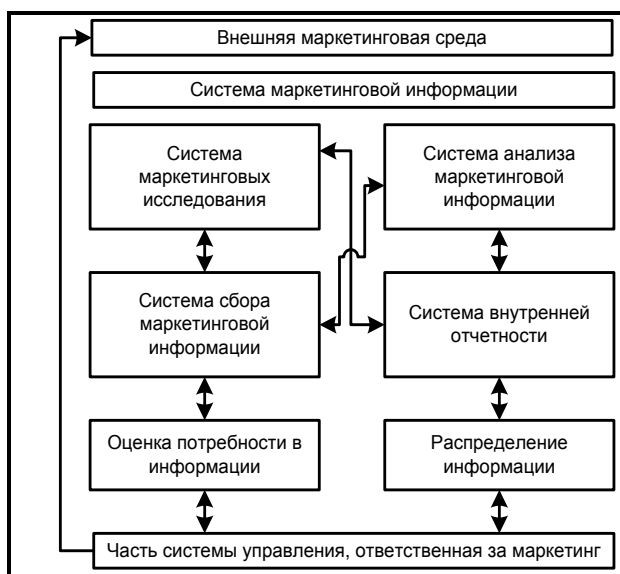 Внешняя маркетинговая среда
Система маркетинговой информации
Система
маркетинговых
исследования
Система анализа
маркетинговой
информации
Система сбора
маркетинговой
информации
Система внутренней
отчетности
Оценка потребности в
информации
Распределение
информации
Часть системы управления, ответственная за маркетинг